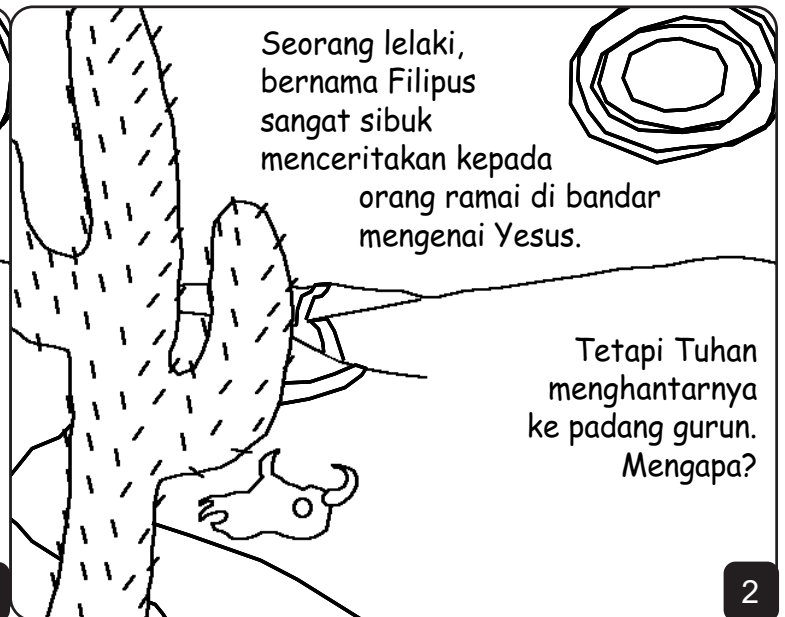 Seorang lelaki,
bernama Filipus
sangat sibuk
menceritakan kepada
orang ramai di bandar
mengenai Yesus.
Tetapi Tuhan
menghantarnya
ke padang gurun.
Mengapa?
2